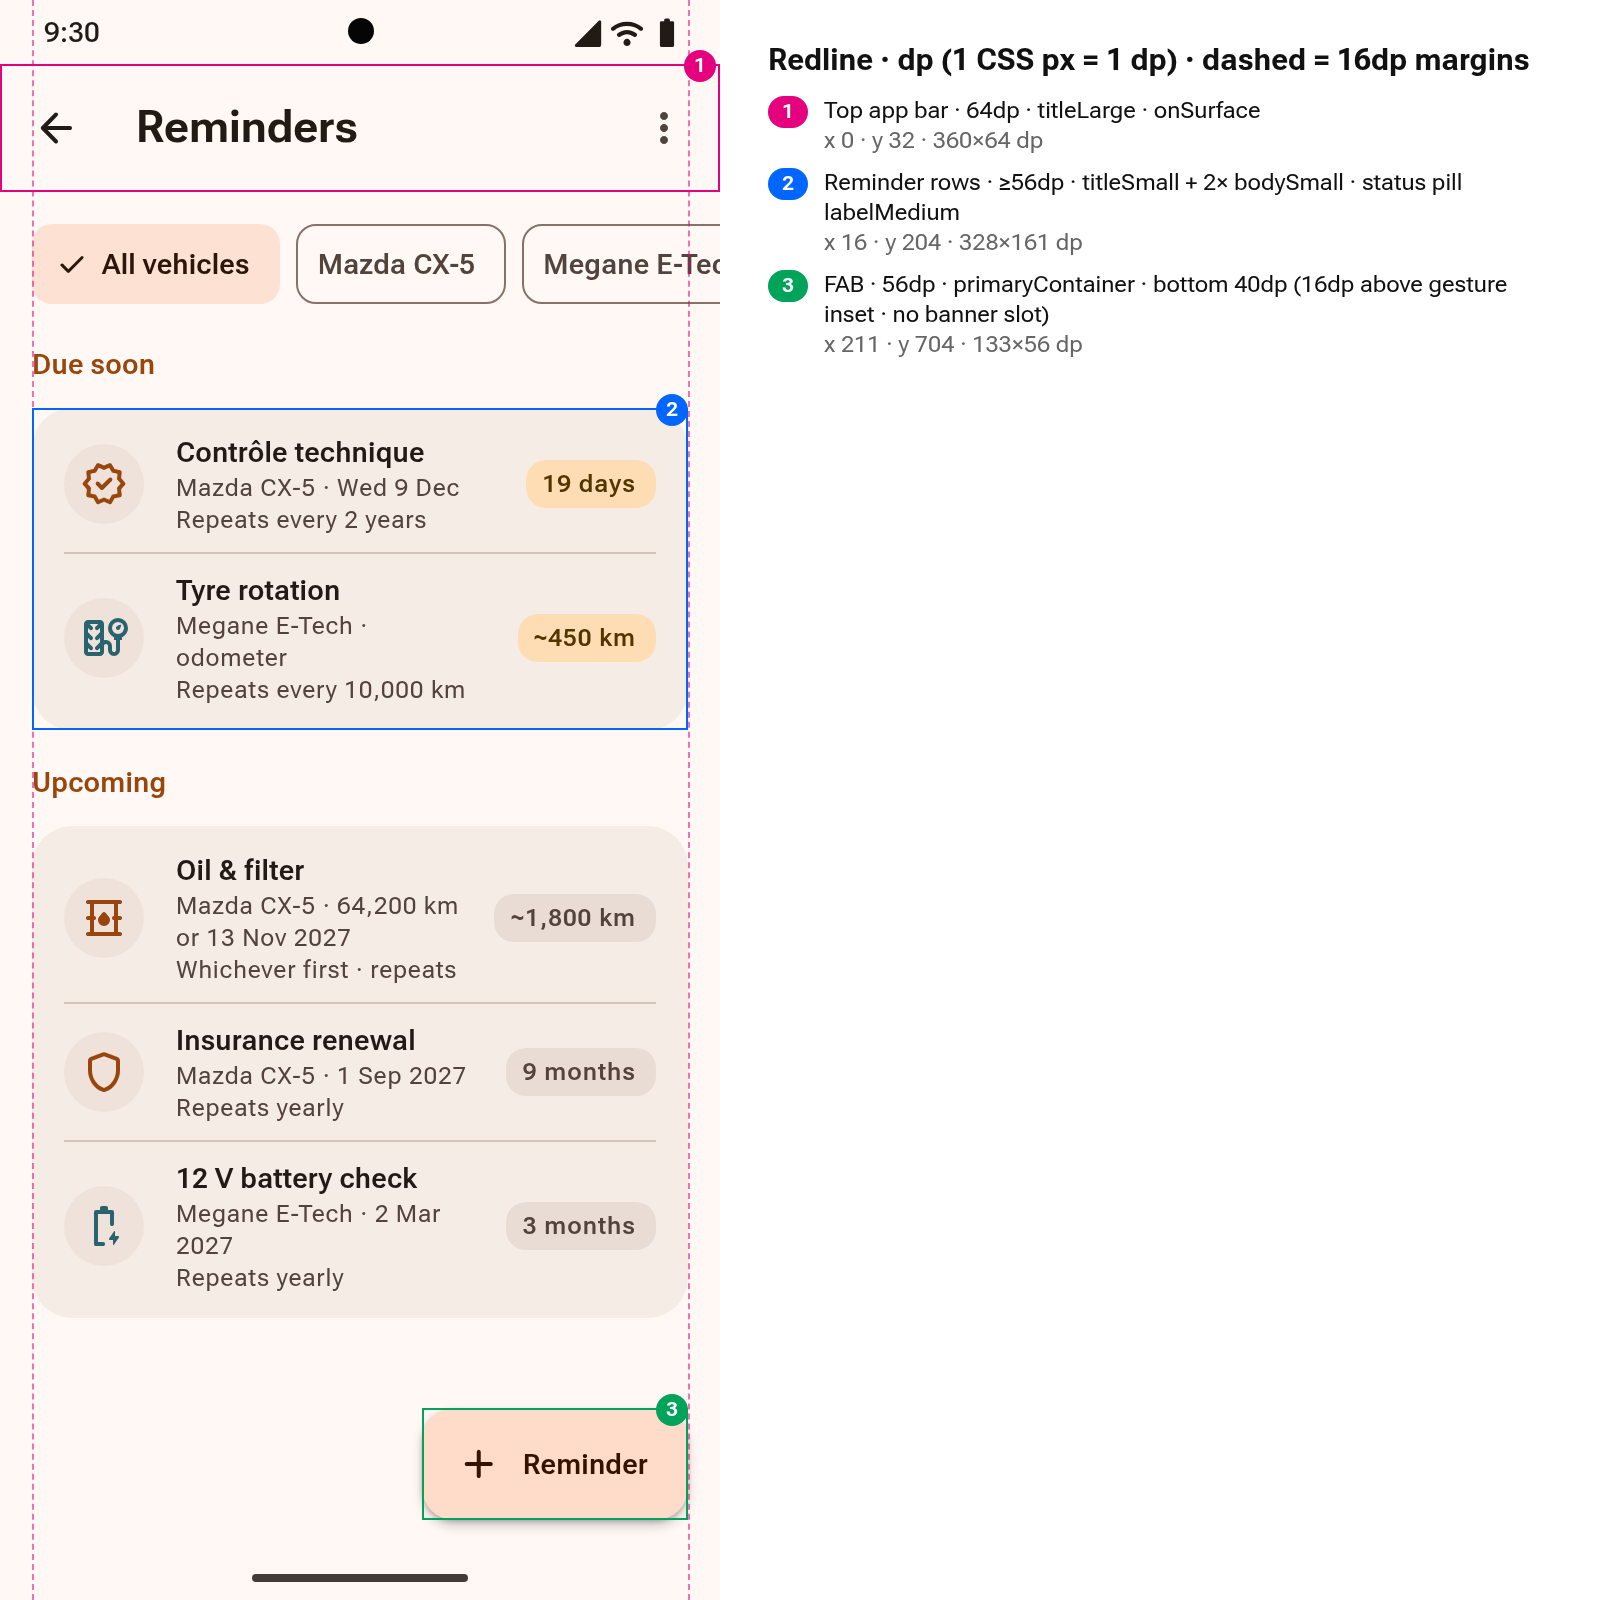 9:30
1
Reminders
All vehicles
Mazda CX-5
Megane E-Tec
Due soon
2
Contrôle technique
Mazda CX-5 · Wed 9 Dec
Repeats every 2 years
19 days
Tyre rotation
Megane E-Tech ·
odometer
Repeats every 10,000 km
~450 km
Upcoming
Oil & filter
Mazda CX-5 · 64,200 km
or 13 Nov 2027
Whichever first · repeats
~1,800 km
Insurance renewal
Mazda CX-5 · 1 Sep 2027
Repeats yearly
9 months
12 V battery check
Megane E-Tech · 2 Mar
2027
Repeats yearly
3 months
3
Reminder
Redline · dp (1 CSS px = 1 dp) · dashed = 16dp margins
1
Top app bar · 64dp · titleLarge · onSurface
x 0 · y 32 · 360×64 dp
2
Reminder rows · ≥56dp · titleSmall + 2× bodySmall · status pill
labelMedium
x 16 · y 204 · 328×161 dp
3
FAB · 56dp · primaryContainer · bottom 40dp (16dp above gesture
inset · no banner slot)
x 211 · y 704 · 133×56 dp